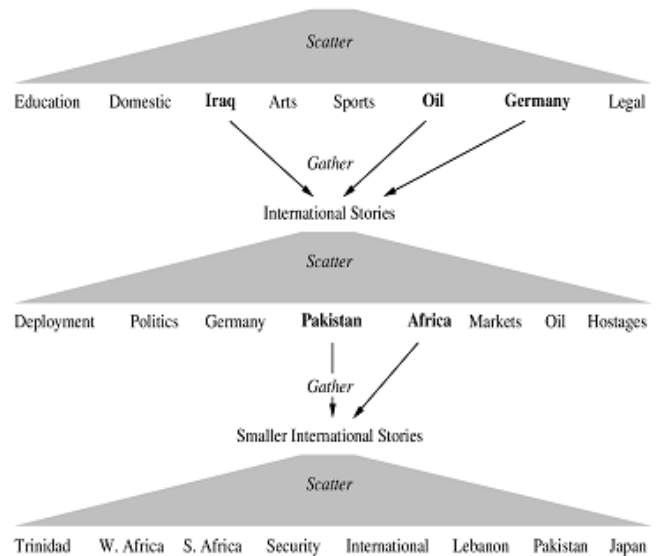 Scatter
Education Domestic Iraq Arts Sports Oil Germany Legal
Gather
International Stories
Scatter
Deployment Politics Germany Pakistan Africa Markets Oil Hostages
Gather
Smaller International Stories
Scatter
Trinidad W. Africa S. Africa Security International Lebanon Pakistan Japan